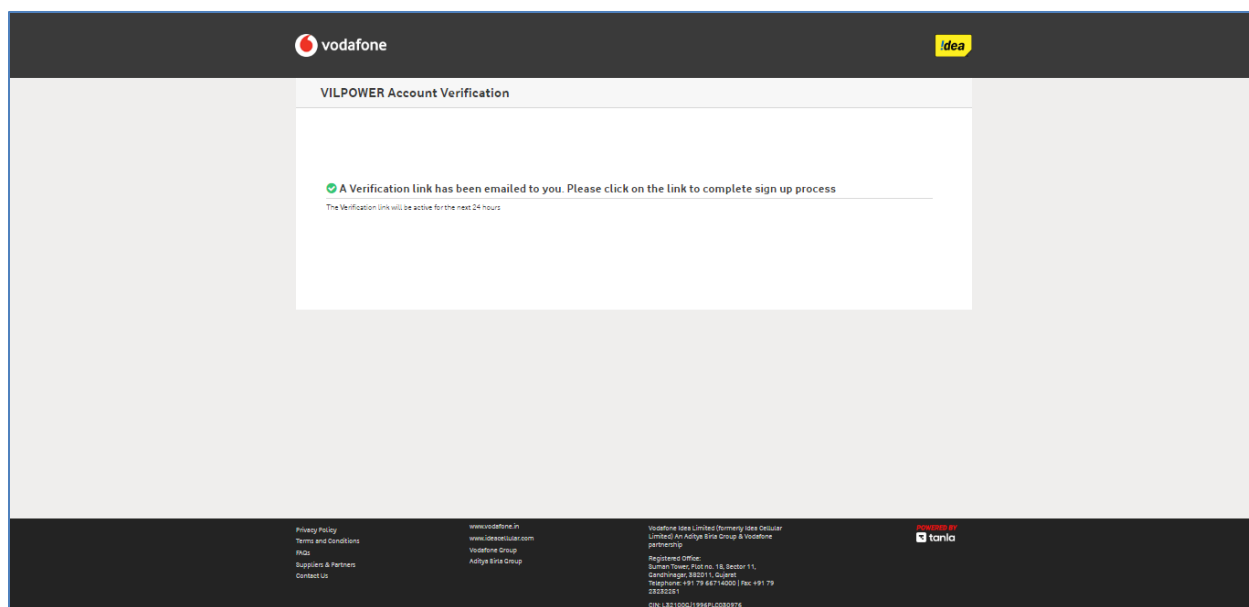 vodafone
!dea
VILPOWER Account Verification
A Verification link has been emailed to you. Please click on the link to complete sign up process
The Verification link will be active for the next 24 hours
Privacy Policy
Terms and Conditions
FAQs
Suppliers & Partners
Contact Us
www.vodafone.in
www.ideacellular.com
Vodafone Group
Aditya Birla Group
Vodafone Idea Limited (formerly Idea Cellular
Limited) An Aditya Birla Group & Vodafone
partnership
Registered Office:
Suman Tower, Plot no. 18, Sector 11,
Gandhinagar, 382011, Gujarat
Telephone: +91 79 66714000 | Fax: +91 79
23232251
CIN:
POWERED BY
tanla